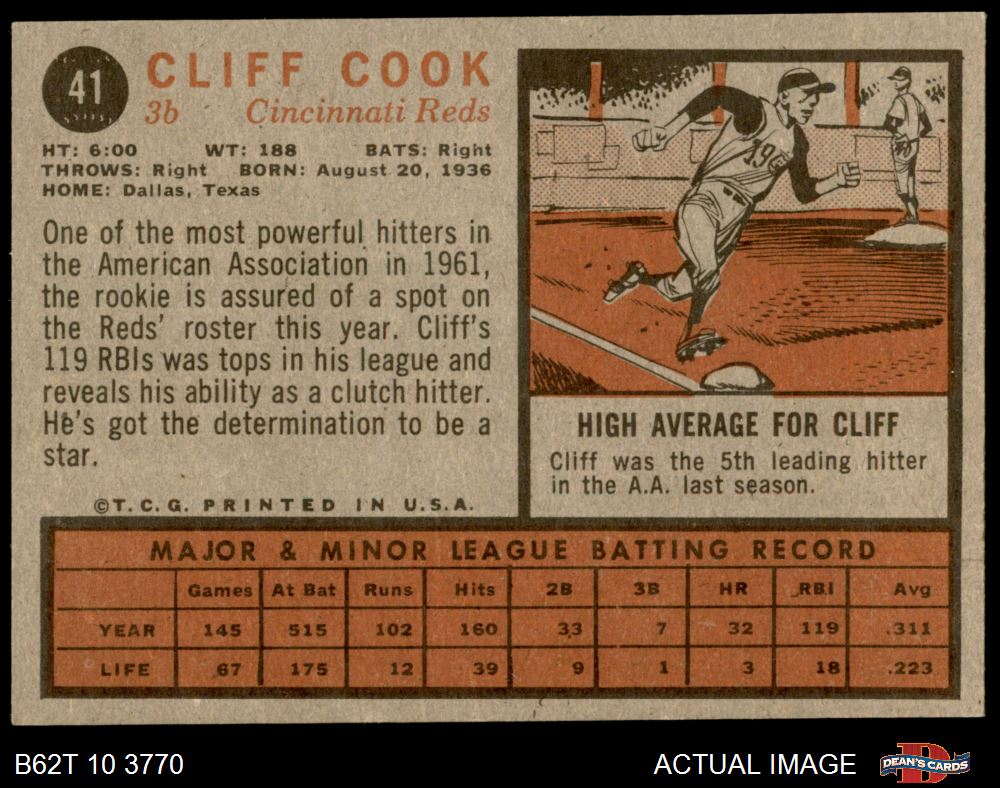 41
CLIFF COOK
3b Cincinnati Reds
HT: 6:00 WT: 188 BATS: Right
THROWS: Right BORN: August 20, 1936
HOME: Dallas, Texas
One of the most powerful hitters in
the American Association in 1961,
the rookie is assured of a spot on
the Reds' roster this year. Cliff's
119 RBIs was tops in his league and
reveals his ability as a clutch hitter.
He's got the determination to be a
star.
©T.C.G. PRINTED IN U.S.A.
19
HIGH AVERAGE FOR CLIFF
Cliff was the 5th leading hitter
in the A.A. last season.
MAJOR & MINOR LEAGUE BATTING RECORD
Games At Bat Runs Hits 2B 3B HR RBI Avg
YEAR 145 515 102 160 33 7 32 119 .311
LIFE 67 175 12 39 9 1 3 18 .223
B62T 10 3770
ACTUAL IMAGE
D
DEAN'S CARDS